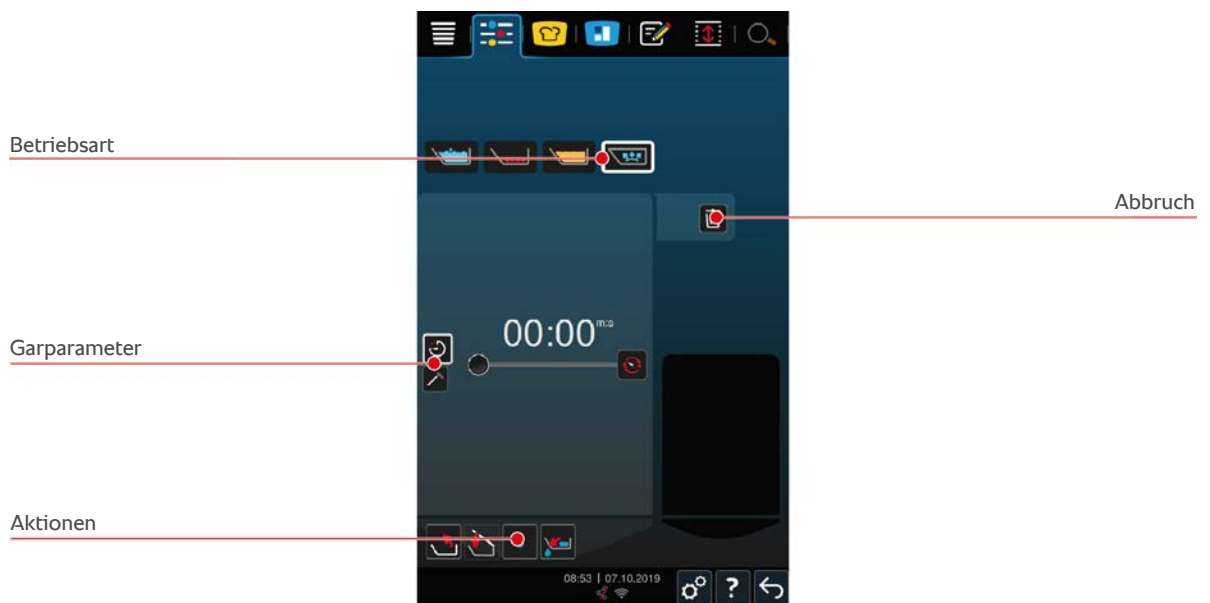 Betriebsart
Abbruch
00:00 m:s
Garparameter
Aktionen
08:53 | 07.10.2019
?